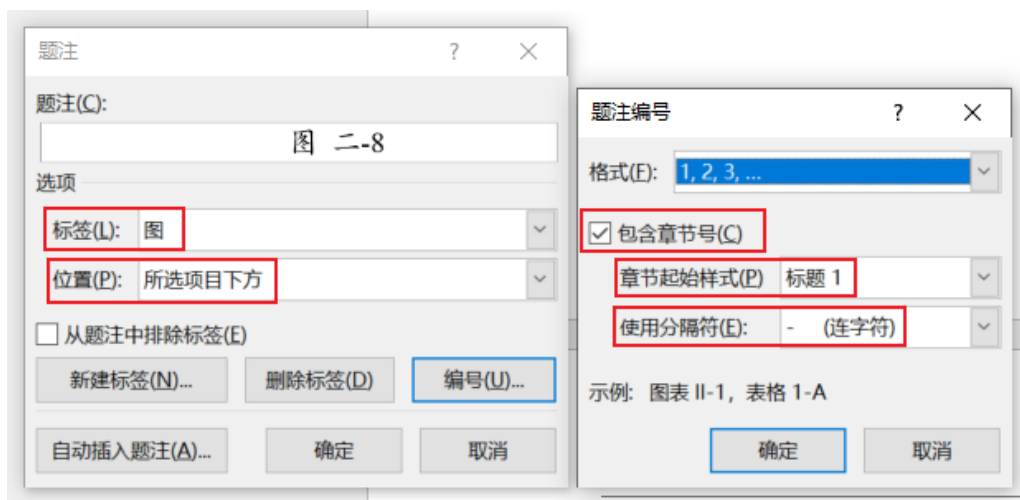 题注 ?
题注(C):
图 二-8
选项
标签(L): 图
位置(P): 所选项目下方
从题注中排除标签(E)
新建标签(N)... 删除标签(D) 编号(U)...
自动插入题注(A)... 确定 取消
题注编号 ?
格式(F): 1, 2, 3, ...
包含章节号(C)
章节起始样式(P) 标题 1
使用分隔符(E): - (连字符)
示例: 图表 II-1, 表格 1-A
确定 取消